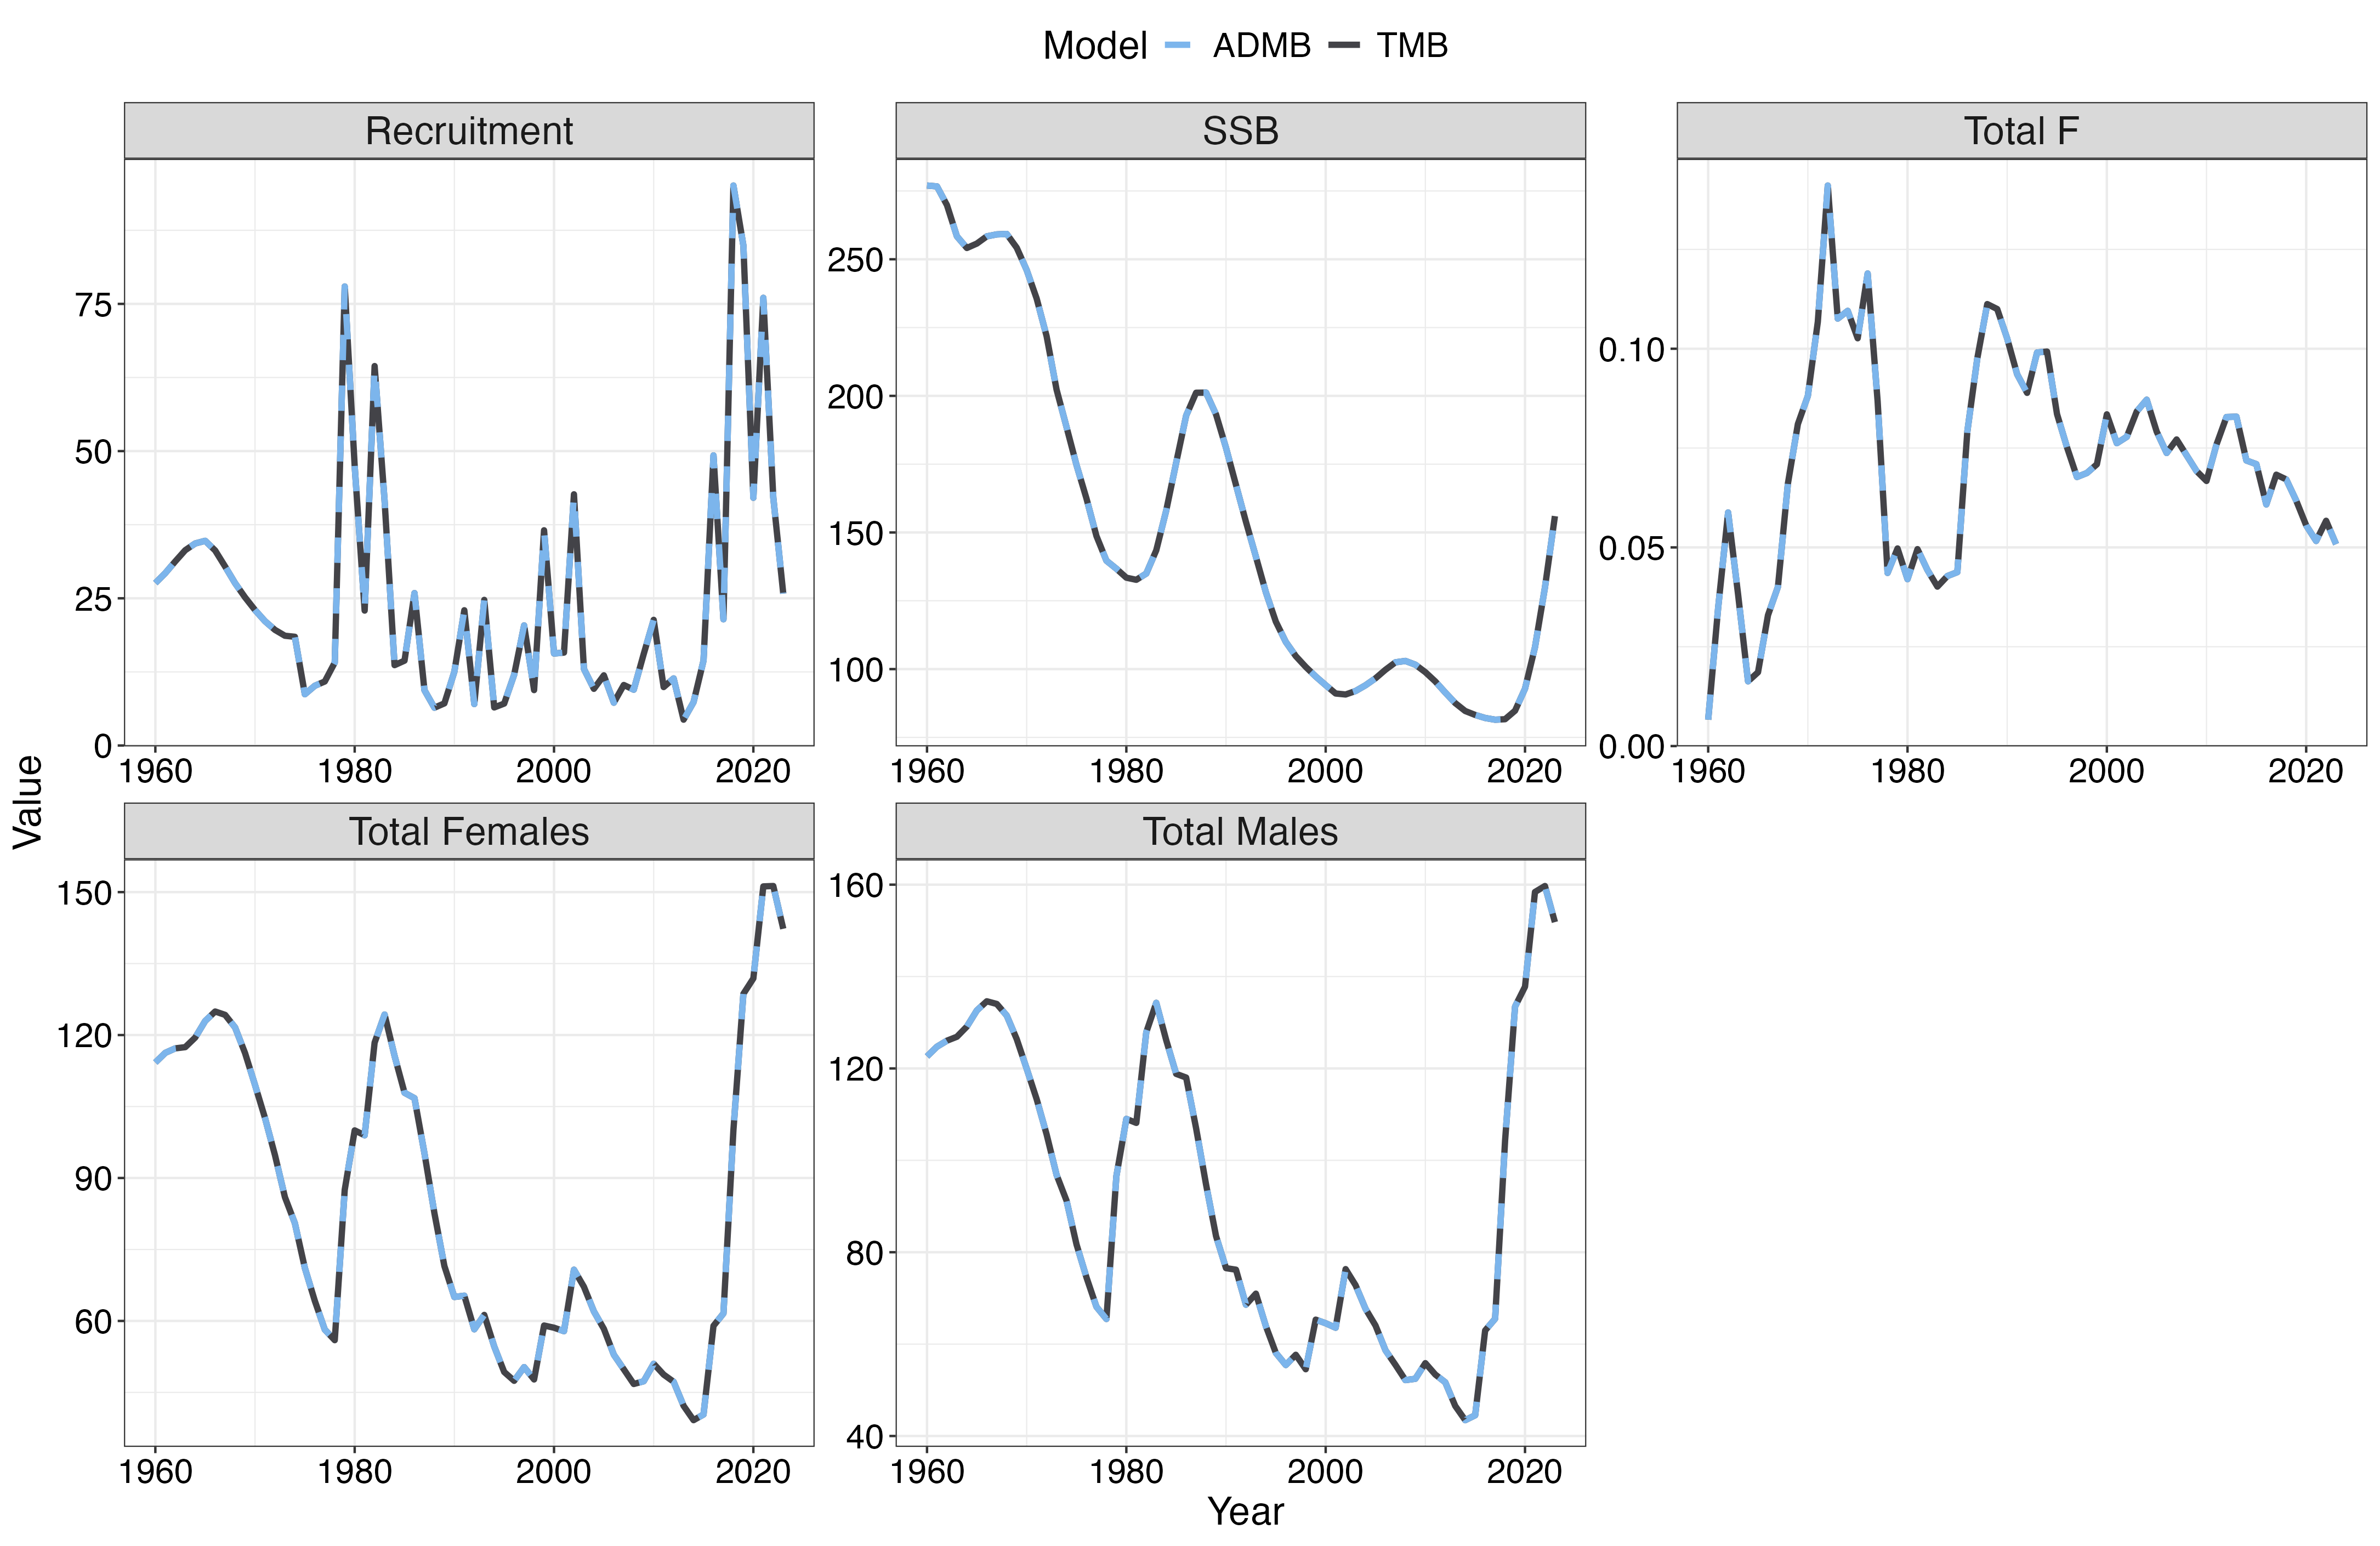 Model ADMB TMB
Recruitment SSB Total F
75
50
25
0
250
200
150
100
0.10
0.05
0.00
1960 1980 2000 2020 1960 1980 2000 2020 1960 1980 2000 2020
Value
Total Females Total Males
150
120
90
60
160
120
80
40
1960 1980 2000 2020 1960 1980 2000 2020
Year